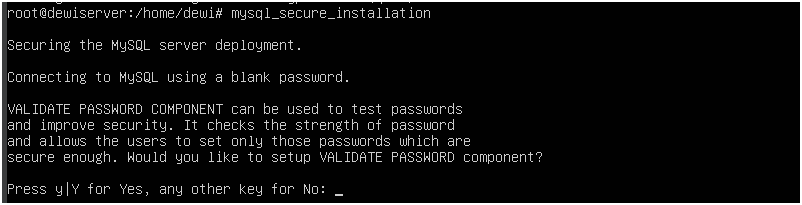 root@dewiserver:/home/dewi# mysql_secure_installation
Securing the MySQL server deployment.
Connecting to MySQL using a blank password.
VALIDATE PASSWORD COMPONENT can be used to test passwords
and improve security. It checks the strength of password
and allows the users to set only those passwords which are
secure enough. Would you like to setup VALIDATE PASSWORD component?
Press y|Y for Yes, any other key for No: _